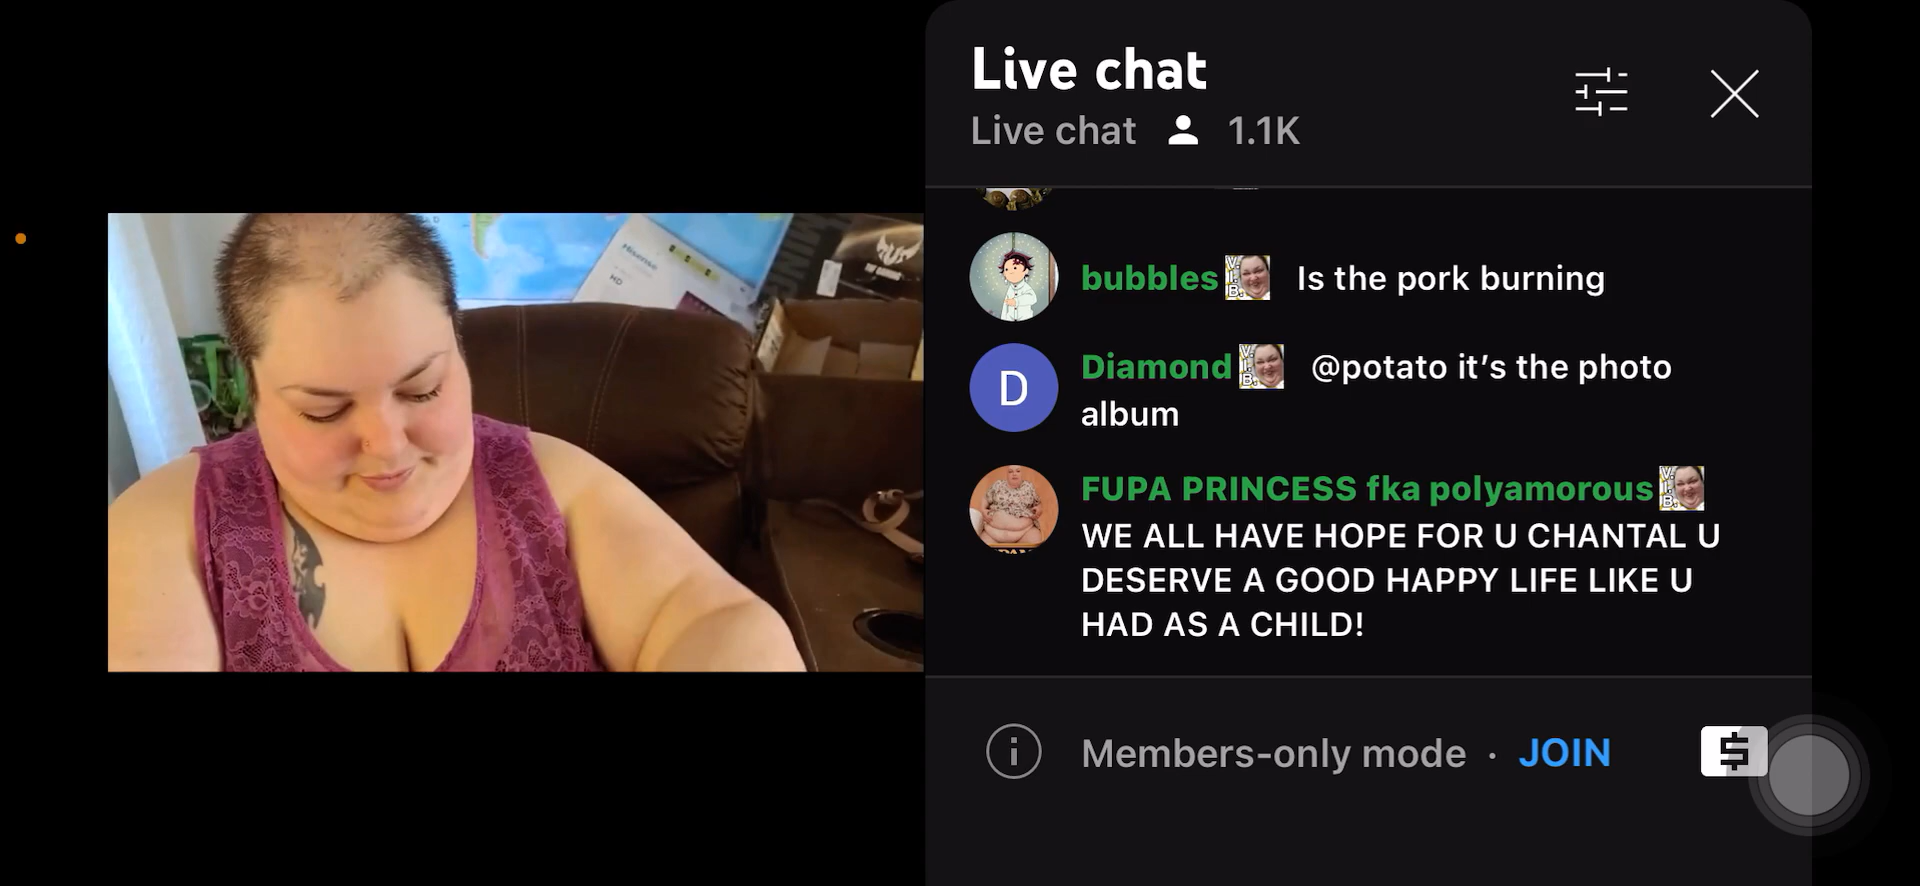 Live chat
Live chat 1.1K
bubbles Is the pork burning
Diamond @potato it’s the photo
album
FUPA PRINCESS fka polyamorous
WE ALL HAVE HOPE FOR U CHANTAL U
DESERVE A GOOD HAPPY LIFE LIKE U
HAD AS A CHILD!
Members-only mode · JOIN
D
Hisense
HD